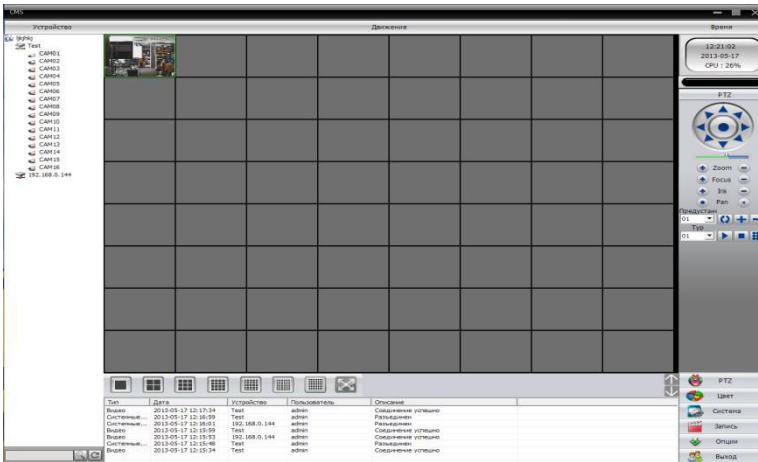 CMS
Устройство Движения Время
Test
CAM01
CAM02
CAM03
CAM04
CAM05
CAM06
CAM07
CAM08
CAM09
CAM10
CAM11
CAM12
CAM13
CAM14
CAM15
CAM16
192.168.0.144
12:21:02
2013-05-17
CPU : 26%
PTZ
Zoom
Focus
Iris
Pan
Предустан
01
Тур
01
PTZ
Цвет
Система
Запись
Опции
Выход
Тип Дата Устройство Пользователь Описание
Видео 2013-05-17 12:17:34 Test admin Соединение успешно
Системные... 2013-05-17 12:16:59 Test admin Разъединен
Системные... 2013-05-17 12:16:01 192.168.0.144 admin Разъединен
Видео 2013-05-17 12:15:59 Test admin Соединение успешно
Видео 2013-05-17 12:15:53 192.168.0.144 admin Соединение успешно
Системные... 2013-05-17 12:15:48 Test admin Разъединен
Видео 2013-05-17 12:15:34 Test admin Соединение успешно